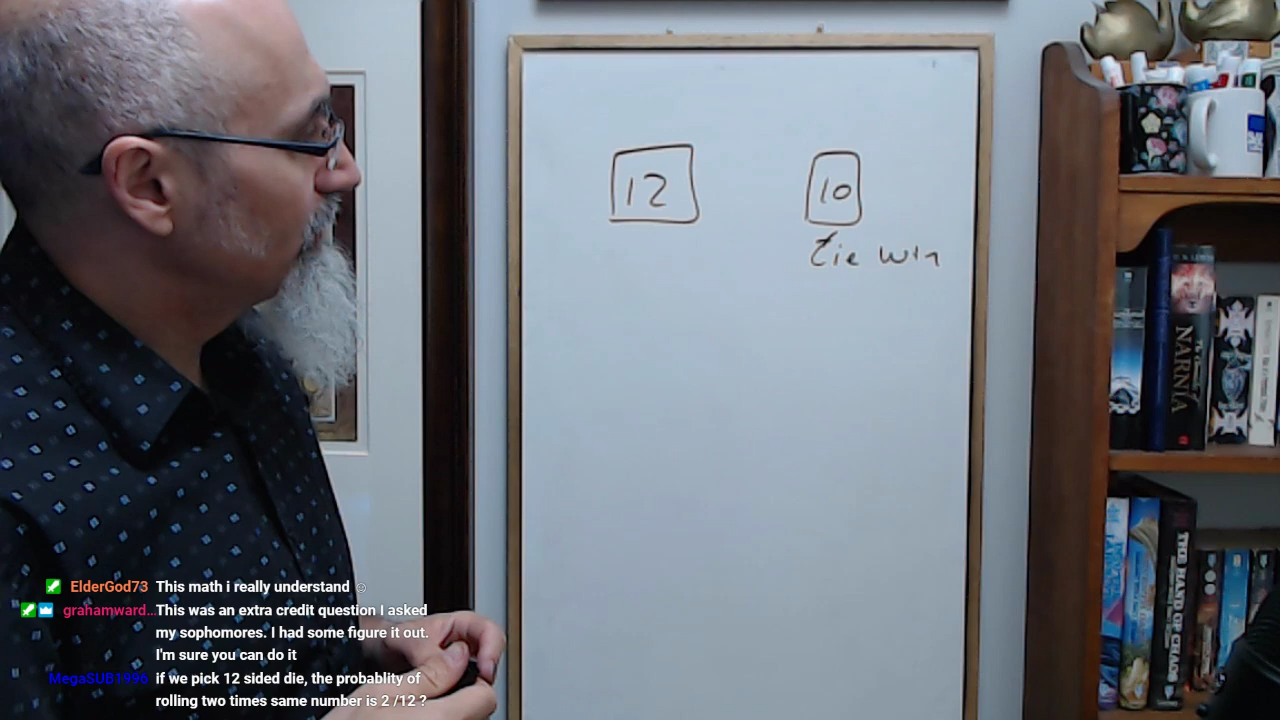 12
10
Tie win
NARNIA
THE HAND OF CHAOS
ElderGod73 This math i really understand
grahamward... This was an extra credit question I asked
my sophomores. I had some figure it out.
I'm sure you can do it
MegaSUB1996 if we pick 12 sided die, the probablity of
rolling two times same number is 2 /12 ?